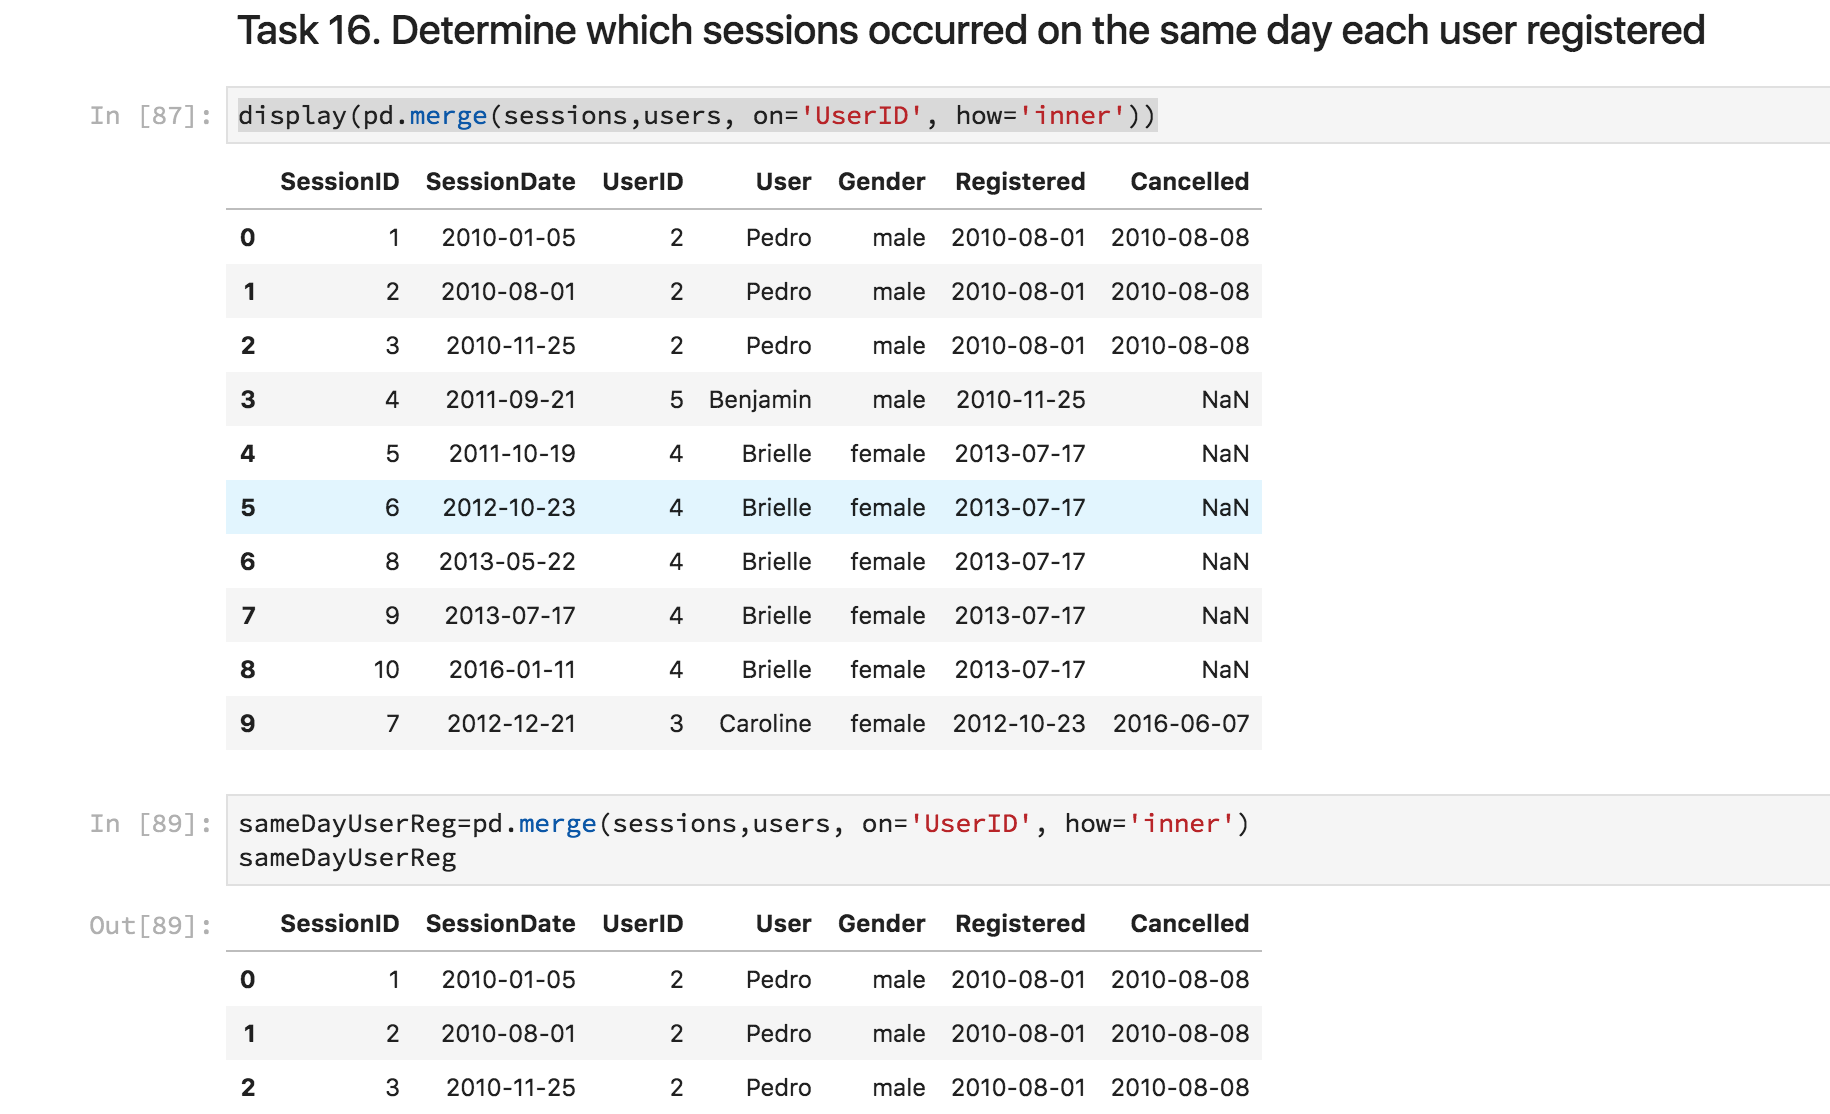 Task 16. Determine which sessions occurred on the same day each user registered
In [87]: display(pd.merge(sessions,users, on='UserID', how='inner'))
SessionID SessionDate UserID User Gender Registered Cancelled
0 1 2010-01-05 2 Pedro male 2010-08-01 2010-08-08
1 2 2010-08-01 2 Pedro male 2010-08-01 2010-08-08
2 3 2010-11-25 2 Pedro male 2010-08-01 2010-08-08
3 4 2011-09-21 5 Benjamin male 2010-11-25 NaN
4 5 2011-10-19 4 Brielle female 2013-07-17 NaN
5 6 2012-10-23 4 Brielle female 2013-07-17 NaN
6 8 2013-05-22 4 Brielle female 2013-07-17 NaN
7 9 2013-07-17 4 Brielle female 2013-07-17 NaN
8 10 2016-01-11 4 Brielle female 2013-07-17 NaN
9 7 2012-12-21 3 Caroline female 2012-10-23 2016-06-07
In [89]: sameDayUserReg=pd.merge(sessions,users, on='UserID', how='inner')
sameDayUserReg
Out[89]: SessionID SessionDate UserID User Gender Registered Cancelled
0 1 2010-01-05 2 Pedro male 2010-08-01 2010-08-08
1 2 2010-08-01 2 Pedro male 2010-08-01 2010-08-08
2 3 2010-11-25 2 Pedro male 2010-08-01 2010-08-08